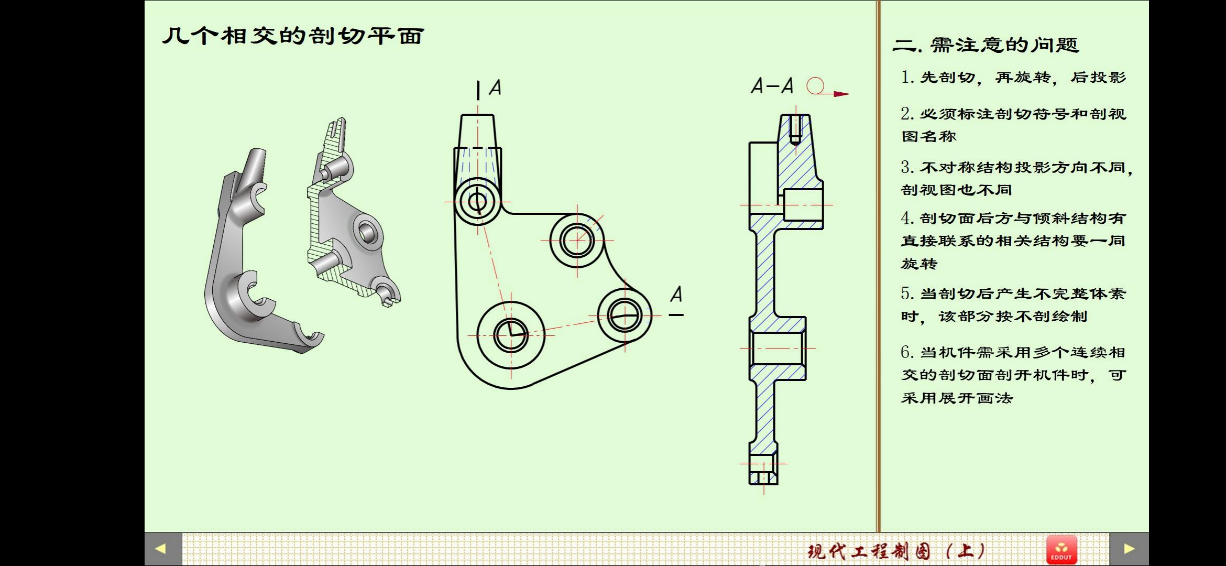 几个相交的剖切平面
A
A
A-A
二.需注意的问题
1.先剖切，再旋转，后投影
2.必须标注剖切符号和剖视
图名称
3.不对称结构投影方向不同，
剖视图也不同
4.剖切面后方与倾斜结构有
直接联系的相关结构要一同
旋转
5.当剖切后产生不完整体素
时，该部分按不剖绘制
6.当机件需采用多个连续相
交的剖切面剖开机件时，可
采用展开画法
现代工程制图（上）
EDDUT